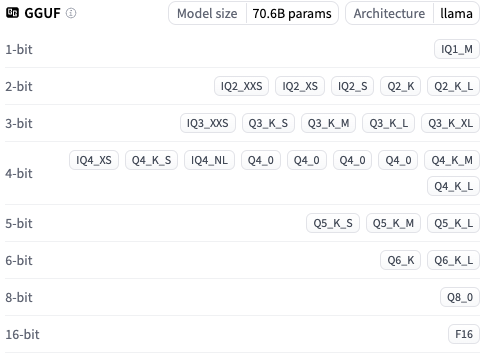 GGUF Model size 70.6B params Architecture llama
1-bit IQ1_M
2-bit IQ2_XXS IQ2_XS IQ2_S Q2_K Q2_K_L
3-bit IQ3_XXS Q3_K_S Q3_K_M Q3_K_L Q3_K_XL
4-bit IQ4_XS Q4_K_S IQ4_NL Q4_0 Q4_0 Q4_0 Q4_0 Q4_K_M
Q4_K_L
5-bit Q5_K_S Q5_K_M Q5_K_L
6-bit Q6_K Q6_K_L
8-bit Q8_0
16-bit F16